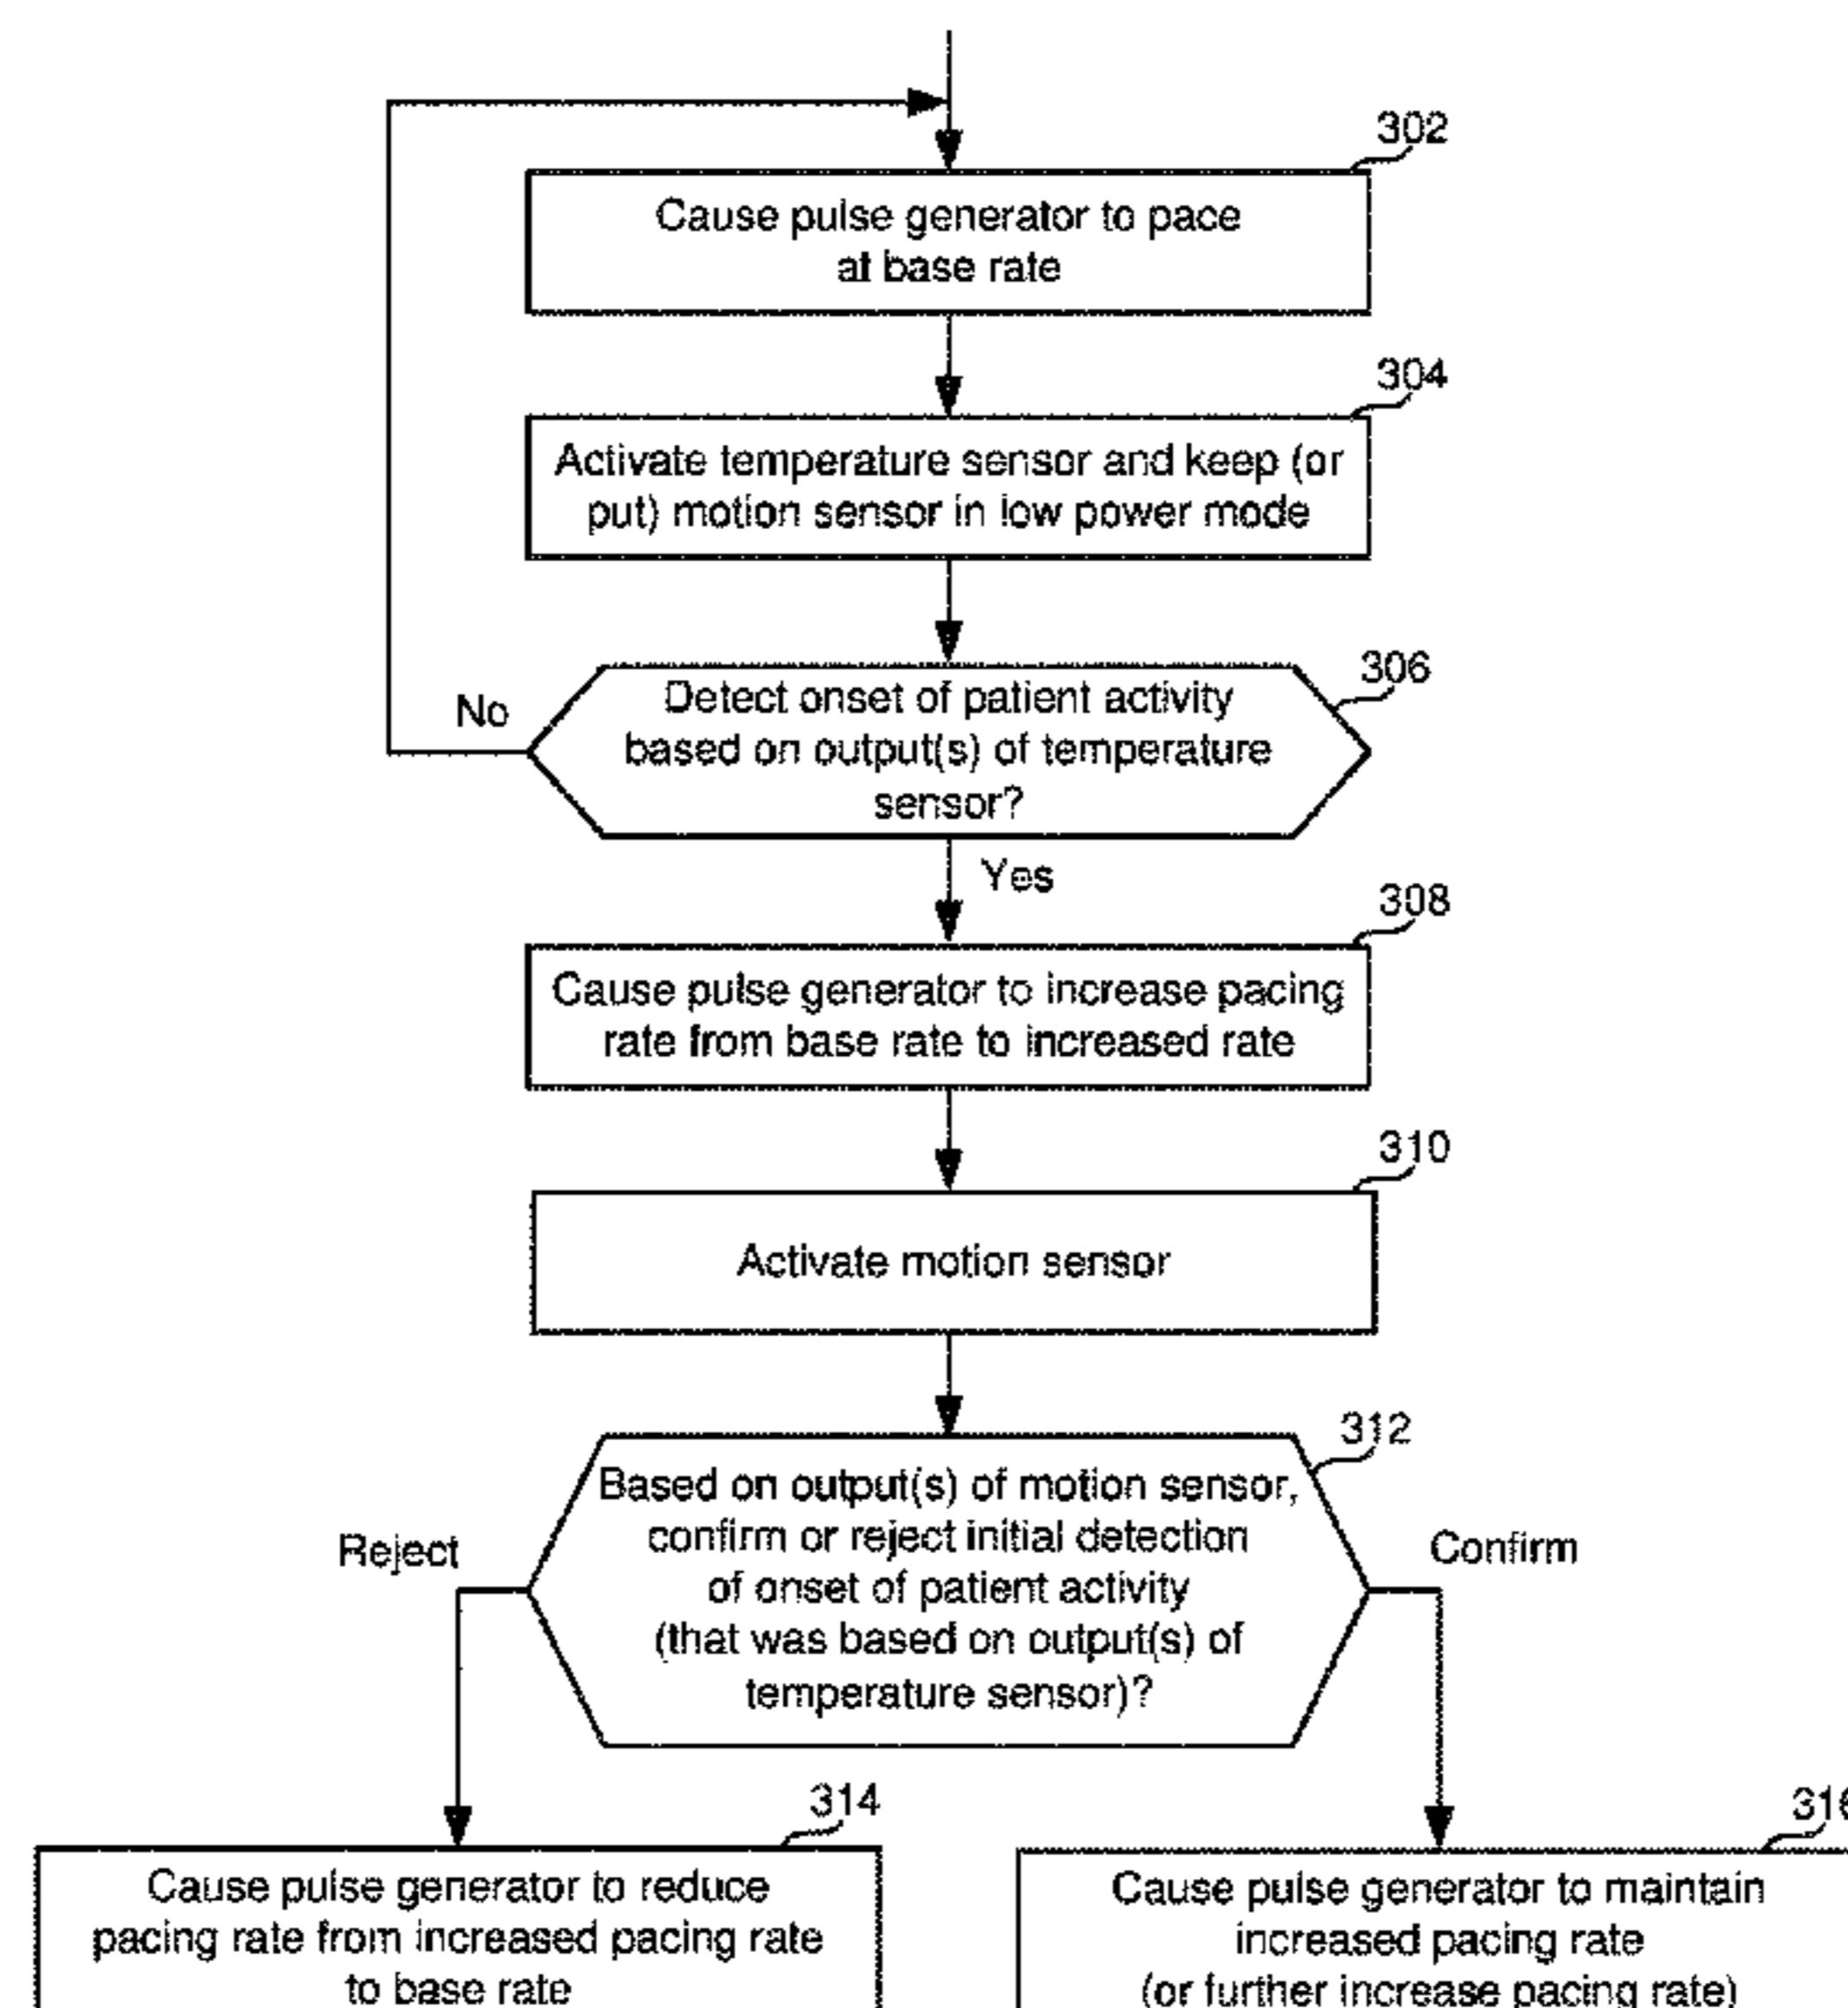 302
Cause pulse generator to pace
at base rate
304
Activate temperature sensor and keep (or
put) motion sensor in low power mode
306
Detect onset of patient activity
based on output(s) of temperature
sensor?
No
Yes
308
Cause pulse generator to increase pacing
rate from base rate to increased rate
310
Activate motion sensor
312
Based on output(s) of motion sensor,
confirm or reject initial detection
of onset of patient activity
(that was based on output(s) of
temperature sensor)?
Reject
Confirm
314
Cause pulse generator to reduce
pacing rate from increased pacing rate
to base rate
316
Cause pulse generator to maintain
increased pacing rate
(or further increase pacing rate)